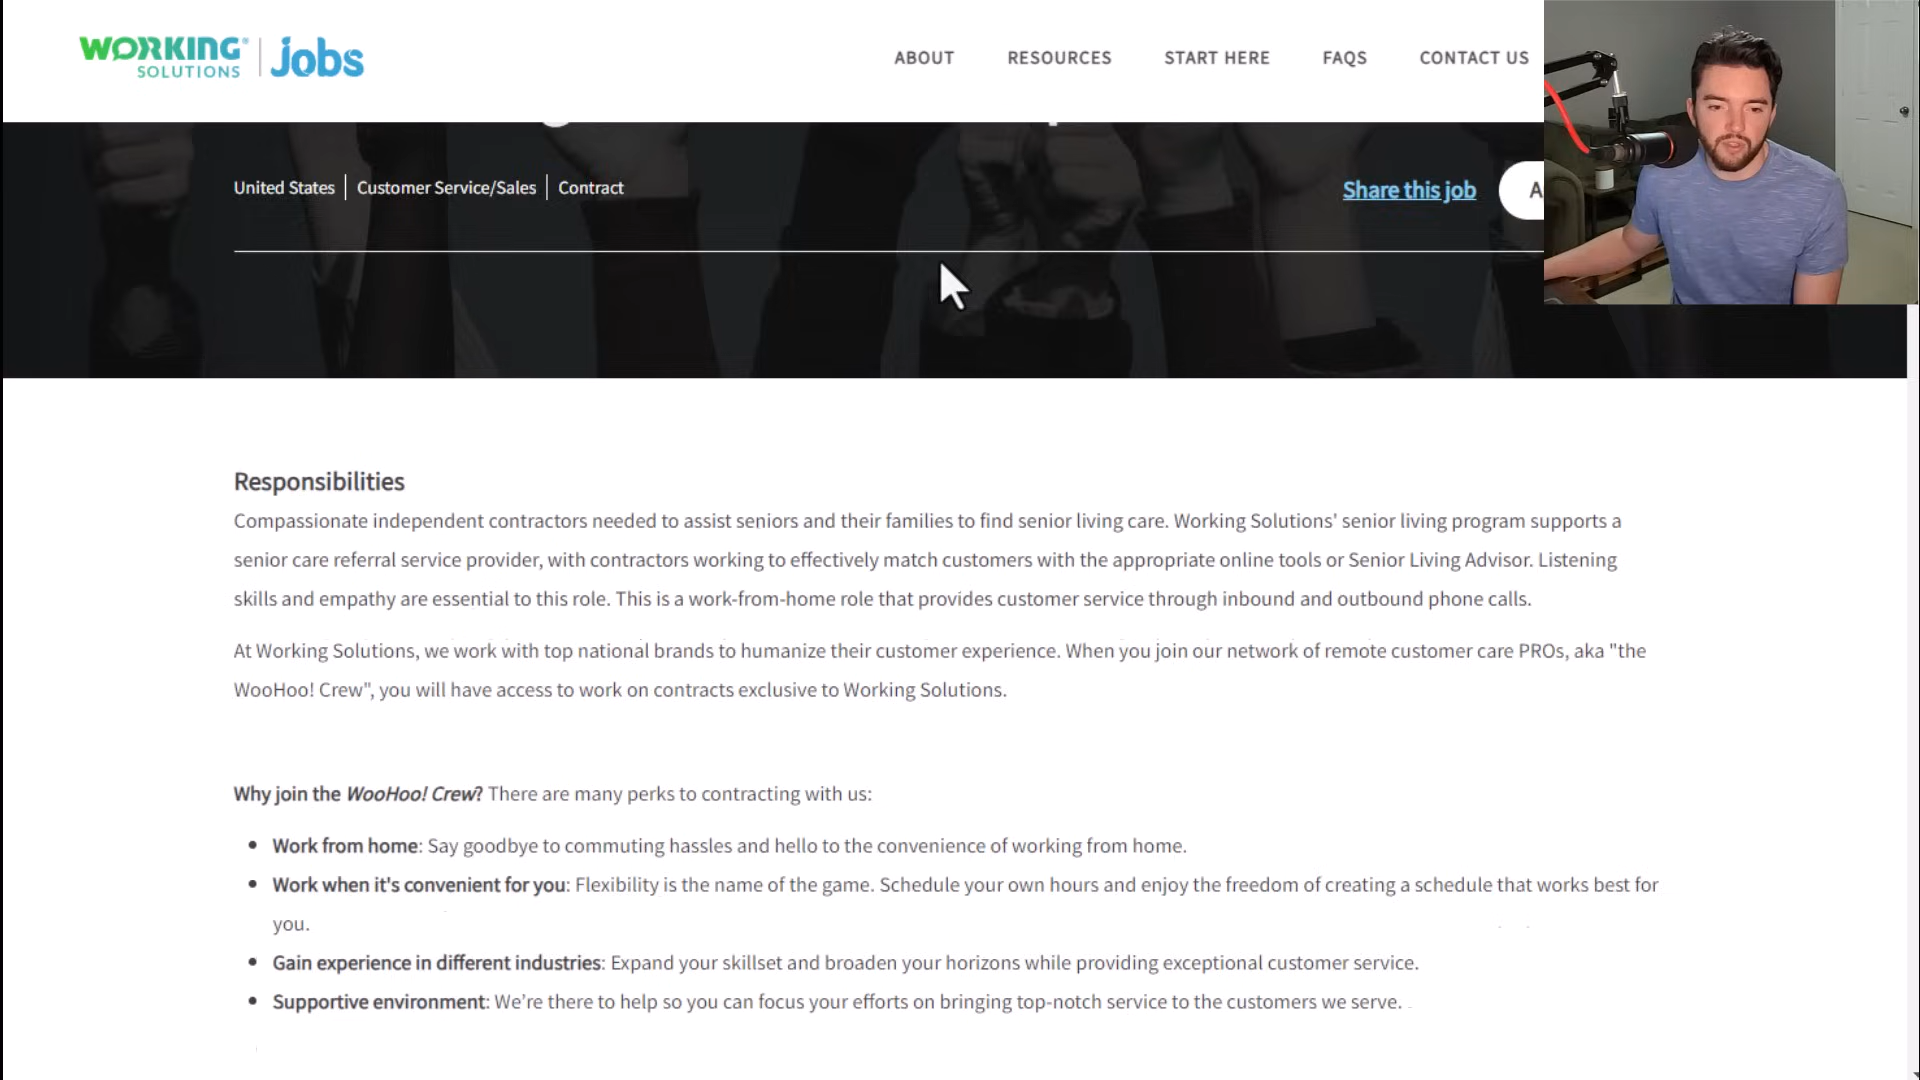 WORKING SOLUTIONS | jobs
ABOUT RESOURCES START HERE FAQS CONTACT US
United States | Customer Service/Sales | Contract
Share this job
Responsibilities
Compassionate independent contractors needed to assist seniors and their families to find senior living care. Working Solutions' senior living program supports a
senior care referral service provider, with contractors working to effectively match customers with the appropriate online tools or Senior Living Advisor. Listening
skills and empathy are essential to this role. This is a work-from-home role that provides customer service through inbound and outbound phone calls.
At Working Solutions, we work with top national brands to humanize their customer experience. When you join our network of remote customer care PROs, aka "the
WooHoo! Crew", you will have access to work on contracts exclusive to Working Solutions.
Why join the WooHoo! Crew? There are many perks to contracting with us:
• Work from home: Say goodbye to commuting hassles and hello to the convenience of working from home.
• Work when it's convenient for you: Flexibility is the name of the game. Schedule your own hours and enjoy the freedom of creating a schedule that works best for
you.
• Gain experience in different industries: Expand your skillset and broaden your horizons while providing exceptional customer service.
• Supportive environment: We’re there to help so you can focus your efforts on bringing top-notch service to the customers we serve.